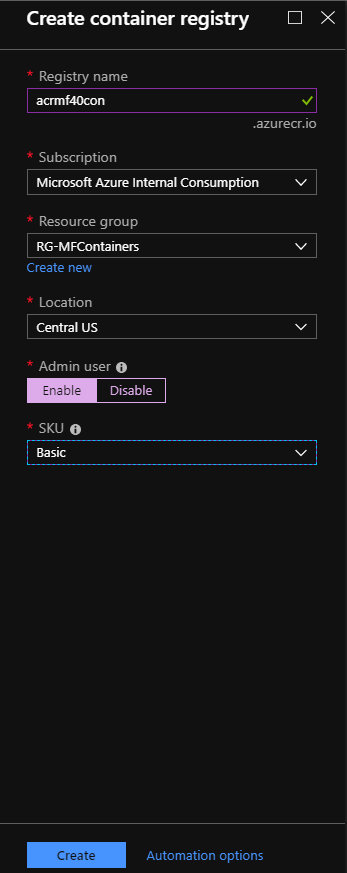 Create container registry
* Registry name
acrmf40con
.azurecr.io
* Subscription
Microsoft Azure Internal Consumption
* Resource group
RG-MFContainers
Create new
* Location
Central US
* Admin user
Enable Disable
* SKU
Basic
Create Automation options